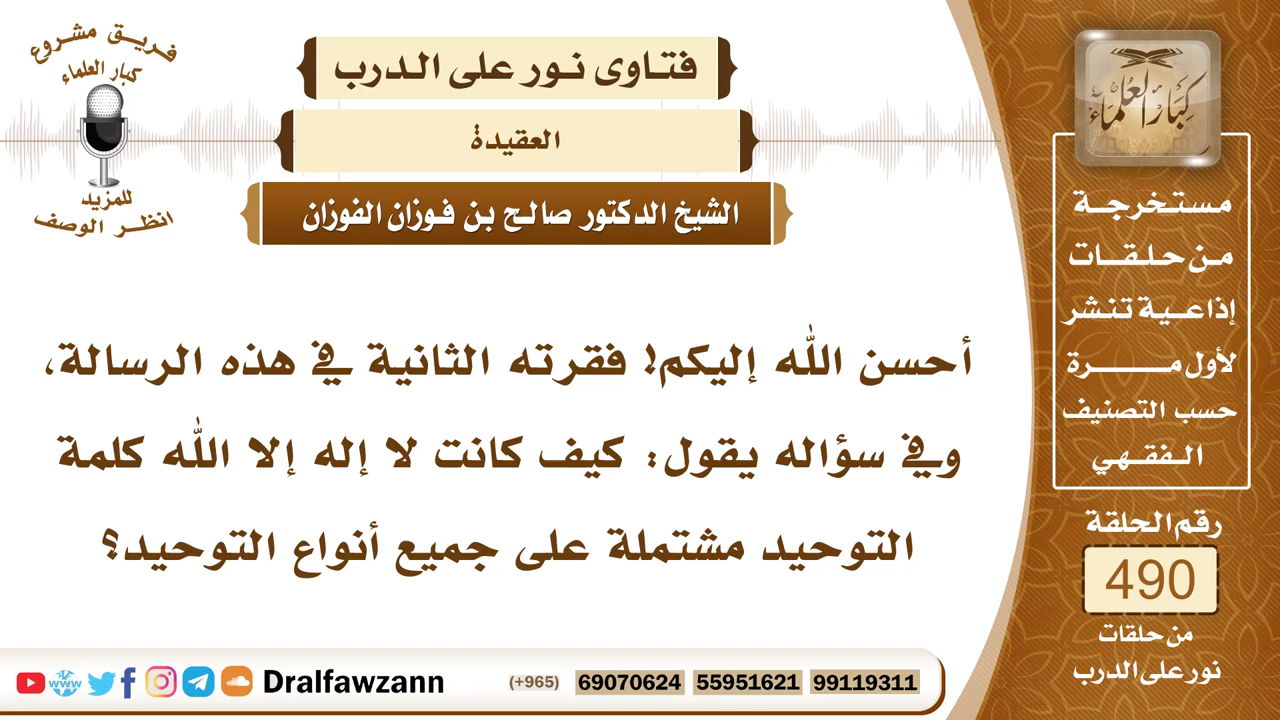 فريق مشروع
كبار العلماء
للمزيد
انظر الوصف
فتاوى نور على الدرب
العقيدة
الشيخ الدكتور صالح بن فوزان الفوزان
أحسن الله إليكم! فقرته الثانية في هذه الرسالة،
وفي سؤاله يقول: كيف كانت لا إله إلا الله كلمة
التوحيد مشتملة على جميع أنواع التوحيد؟
كبار العلماء
مستخرجة
من حلقات
إذاعية تنشر
لأول مرة
حسب التصنيف
الفقهي
رقم الحلقة
490
من حلقات
نور على الدرب
www
Dralfawzann
(+965) 69070624 55951621 99119311